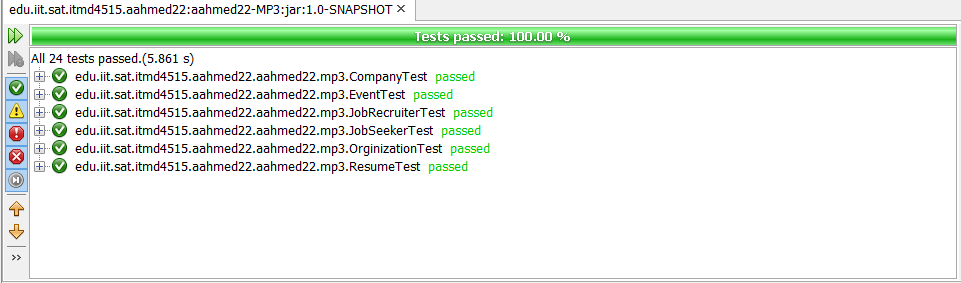 edu.iit.sat.itmd4515.aahmed22:aahmed22-MP3:jar:1.0-SNAPSHOT ×
Tests passed: 100.00 %
All 24 tests passed.(5.861 s)
edu.iit.sat.itmd4515.aahmed22.aahmed22.mp3.CompanyTest passed
edu.iit.sat.itmd4515.aahmed22.aahmed22.mp3.EventTest passed
edu.iit.sat.itmd4515.aahmed22.aahmed22.mp3.JobRecruiterTest passed
edu.iit.sat.itmd4515.aahmed22.aahmed22.mp3.JobSeekerTest passed
edu.iit.sat.itmd4515.aahmed22.aahmed22.mp3.OrginizationTest passed
edu.iit.sat.itmd4515.aahmed22.aahmed22.mp3.ResumeTest passed
>>